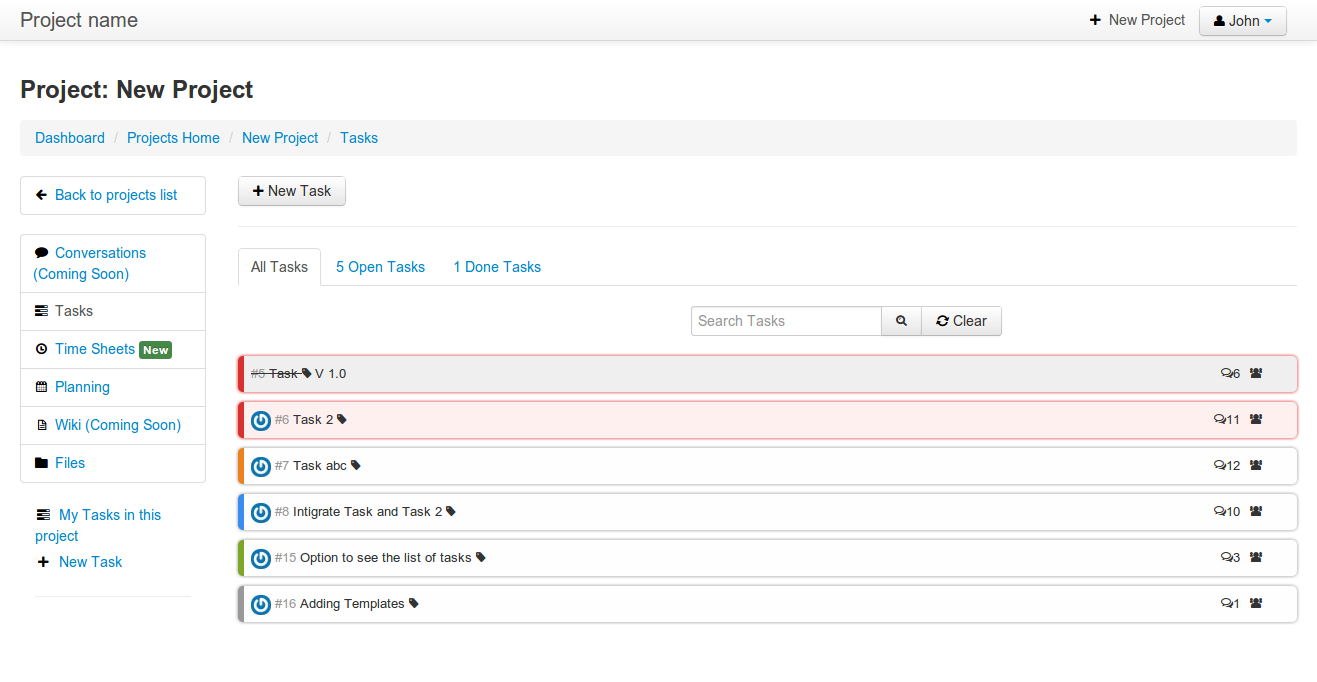 Project name
New Project
John
Project: New Project
Dashboard / Projects Home / New Project / Tasks
Back to projects list
New Task
Conversations
(Coming Soon)
Tasks
Time Sheets New
Planning
Wiki (Coming Soon)
Files
My Tasks in this
project
New Task
All Tasks
5 Open Tasks
1 Done Tasks
Search Tasks
Clear
#5 Task V 1.0
6
#6 Task 2
11
#7 Task abc
12
#8 Intigrate Task and Task 2
10
#15 Option to see the list of tasks
3
#16 Adding Templates
1